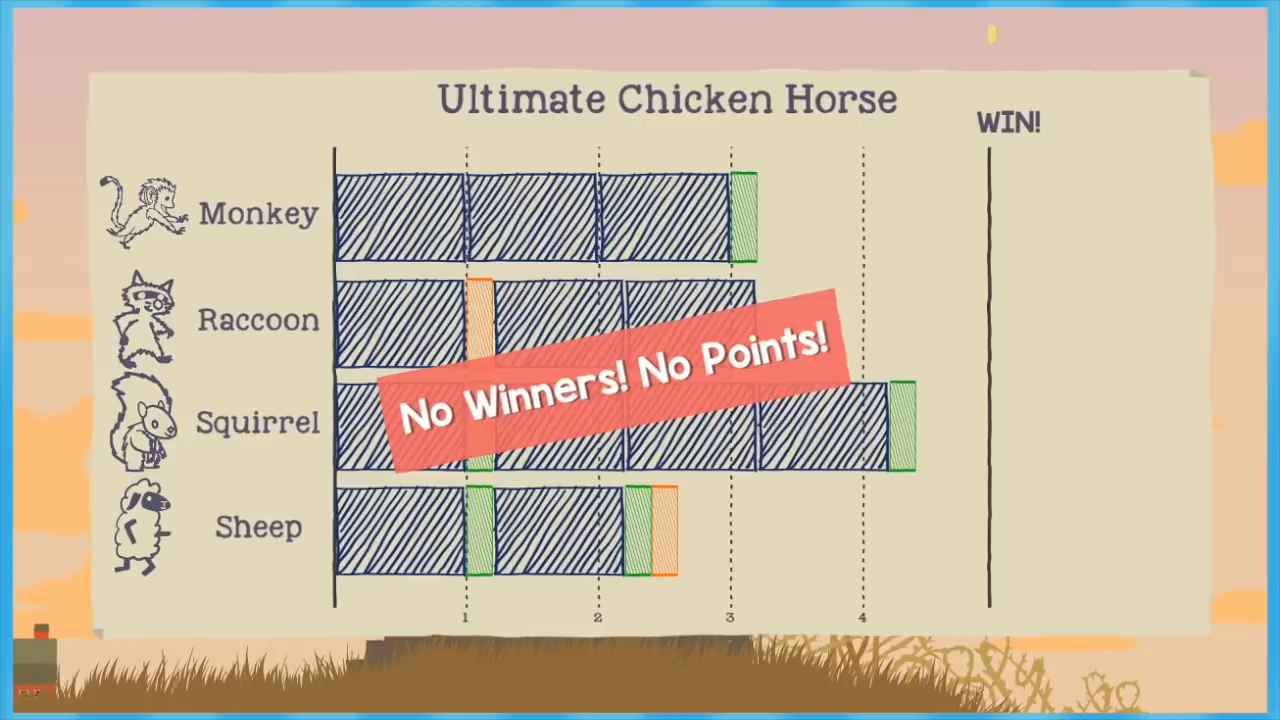 Ultimate Chicken Horse
WIN!
Monkey
Raccoon
No Winners! No Points!
Squirrel
Sheep
1 2 3 4